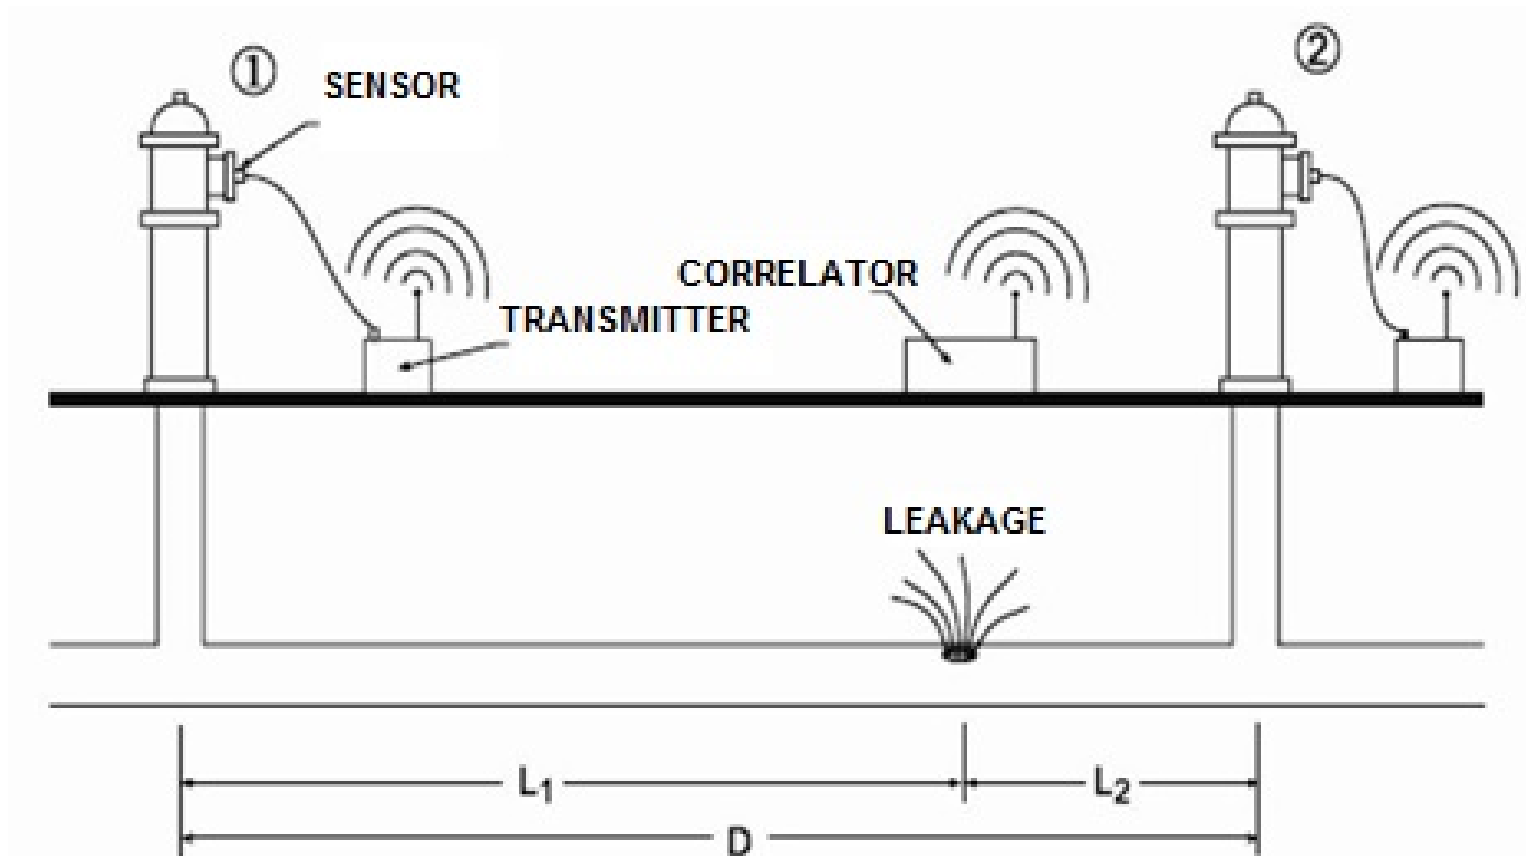 ①
②
SENSOR
CORRELATOR
TRANSMITTER
LEAKAGE
L₁
L₂
D